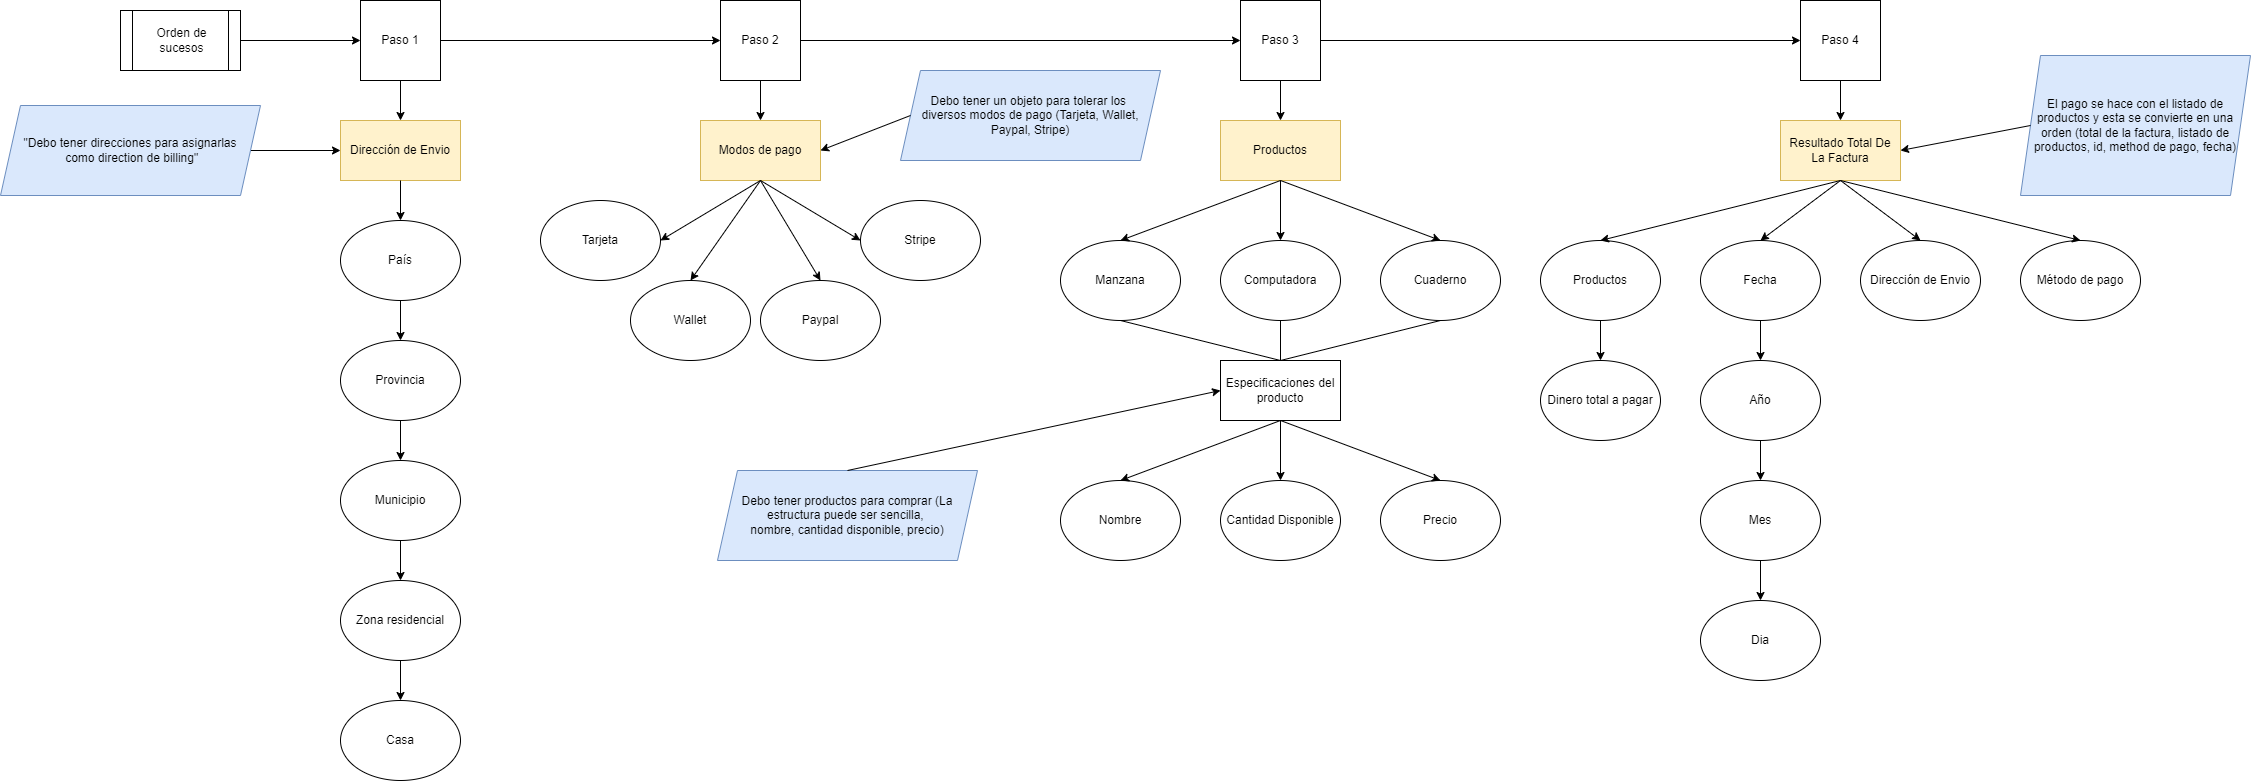 Orden de
sucesos
Paso 1
Paso 2
Paso 3
Paso 4
"Debo tener direcciones para asignarlas
como direction de billing"
Dirección de Envio
País
Provincia
Municipio
Zona residencial
Casa
Debo tener un objeto para tolerar los
diversos modos de pago (Tarjeta, Wallet,
Paypal, Stripe)
Modos de pago
Tarjeta
Wallet
Paypal
Stripe
Productos
Manzana
Computadora
Cuaderno
Especificaciones del
producto
Debo tener productos para comprar (La
estructura puede ser sencilla,
nombre, cantidad disponible, precio)
Nombre
Cantidad Disponible
Precio
El pago se hace con el listado de
productos y esta se convierte en una
orden (total de la factura, listado de
productos, id, method de pago, fecha)
Resultado Total De
La Factura
Productos
Fecha
Dirección de Envio
Método de pago
Dinero total a pagar
Año
Mes
Dia